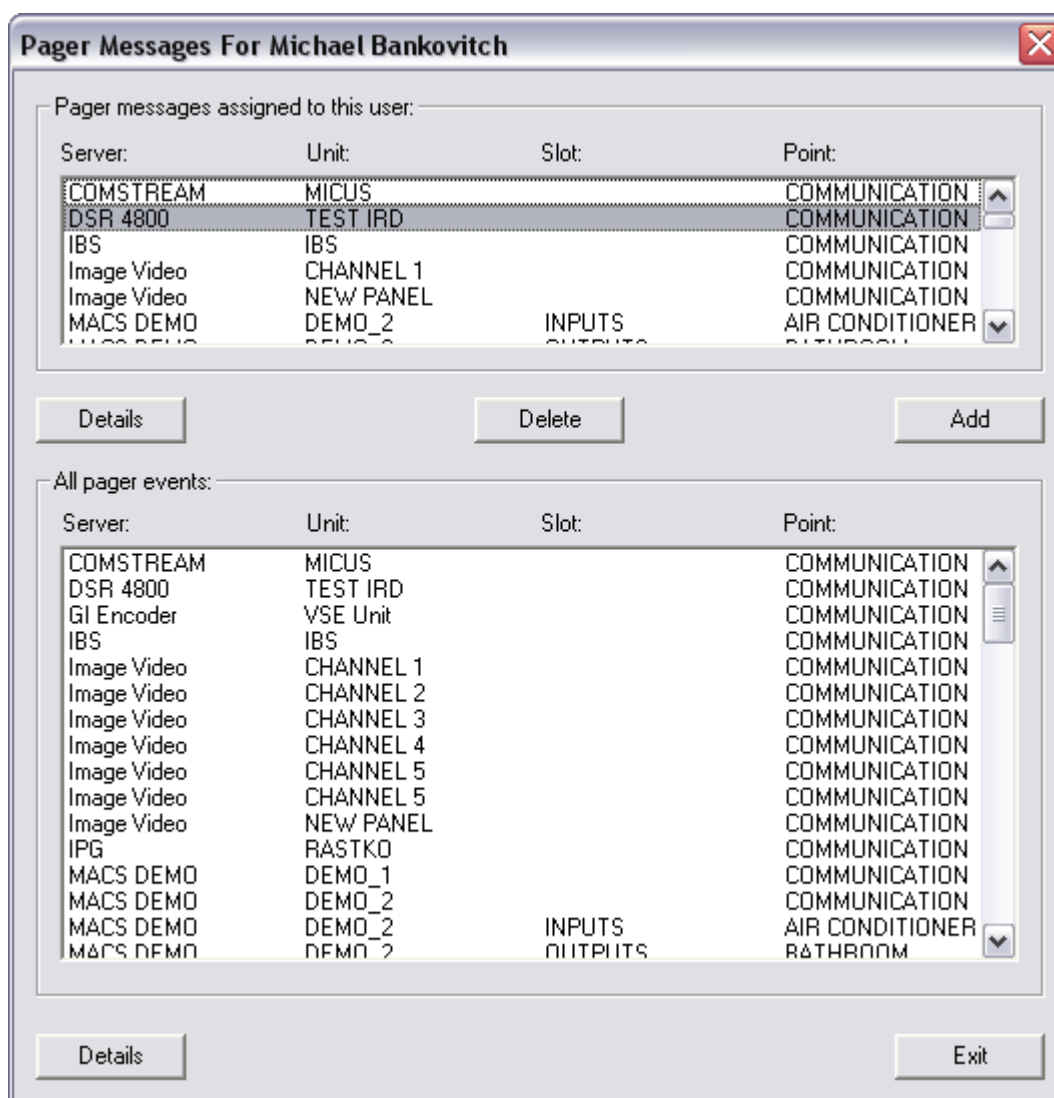 Pager Messages For Michael Bankovitch
Pager messages assigned to this user:
Server: Unit: Slot: Point:
COMSTREAM MICUS COMMUNICATION
DSR 4800 TEST IRD COMMUNICATION
IBS IBS COMMUNICATION
Image Video CHANNEL 1 COMMUNICATION
Image Video NEW PANEL COMMUNICATION
MACS DEMO DEMO_2 INPUTS AIR CONDITIONER
MACS DEMO DEMO_2 OUTPUTS BATHROOM
Details Delete Add
All pager events:
Server: Unit: Slot: Point:
COMSTREAM MICUS COMMUNICATION
DSR 4800 TEST IRD COMMUNICATION
GI Encoder VSE Unit COMMUNICATION
IBS IBS COMMUNICATION
Image Video CHANNEL 1 COMMUNICATION
Image Video CHANNEL 2 COMMUNICATION
Image Video CHANNEL 3 COMMUNICATION
Image Video CHANNEL 4 COMMUNICATION
Image Video CHANNEL 5 COMMUNICATION
Image Video CHANNEL 5 COMMUNICATION
Image Video NEW PANEL COMMUNICATION
IPG RASTKO COMMUNICATION
MACS DEMO DEMO_1 COMMUNICATION
MACS DEMO DEMO_2 COMMUNICATION
MACS DEMO DEMO_2 INPUTS AIR CONDITIONER
MACS DEMO DEMO_2 OUTPUTS BATHROOM
Details Exit